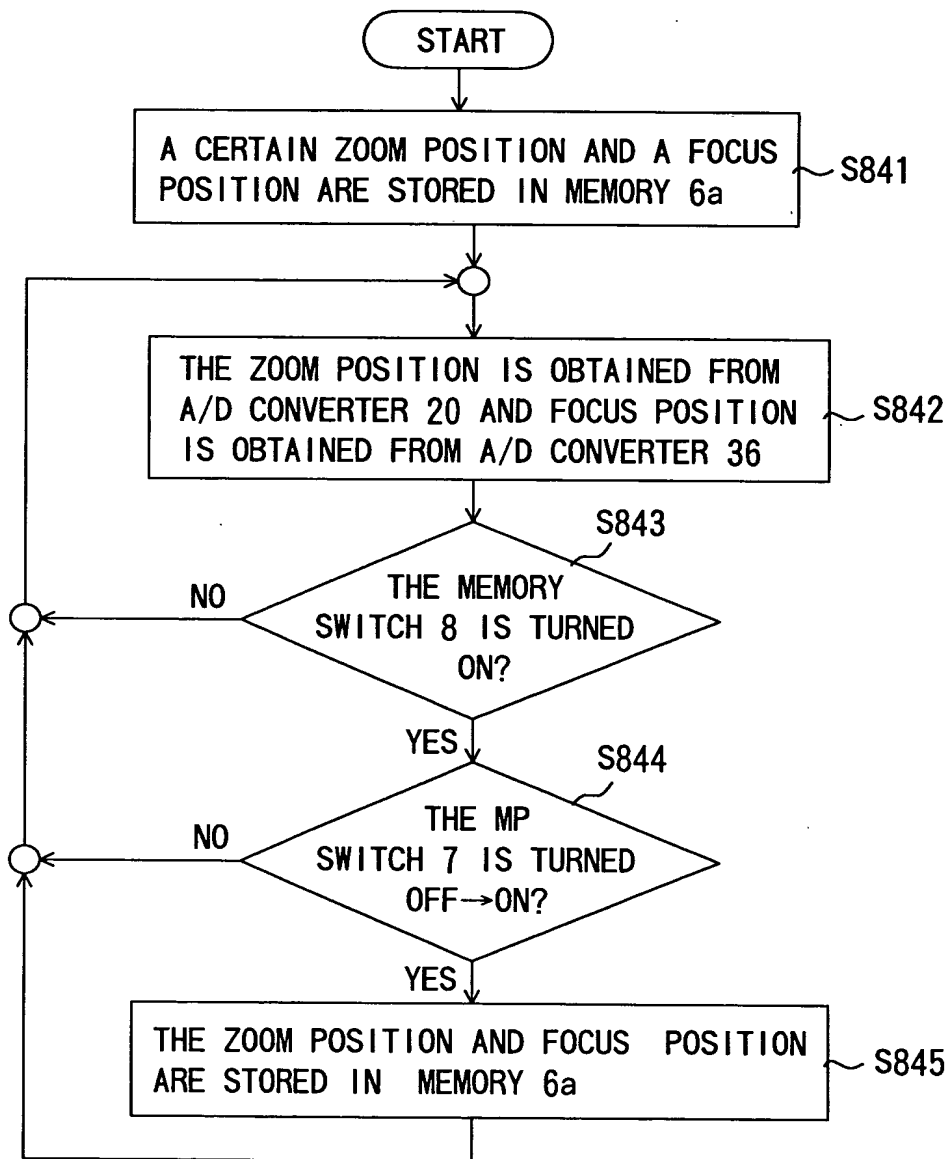 START
A CERTAIN ZOOM POSITION AND A FOCUS
POSITION ARE STORED IN MEMORY 6a
S841
THE ZOOM POSITION IS OBTAINED FROM
A/D CONVERTER 20 AND FOCUS POSITION
IS OBTAINED FROM A/D CONVERTER 36
S842
S843
THE MEMORY
SWITCH 8 IS TURNED
ON?
NO
YES
S844
THE MP
SWITCH 7 IS TURNED
OFF→ON?
NO
YES
THE ZOOM POSITION AND FOCUS POSITION
ARE STORED IN MEMORY 6a
S845